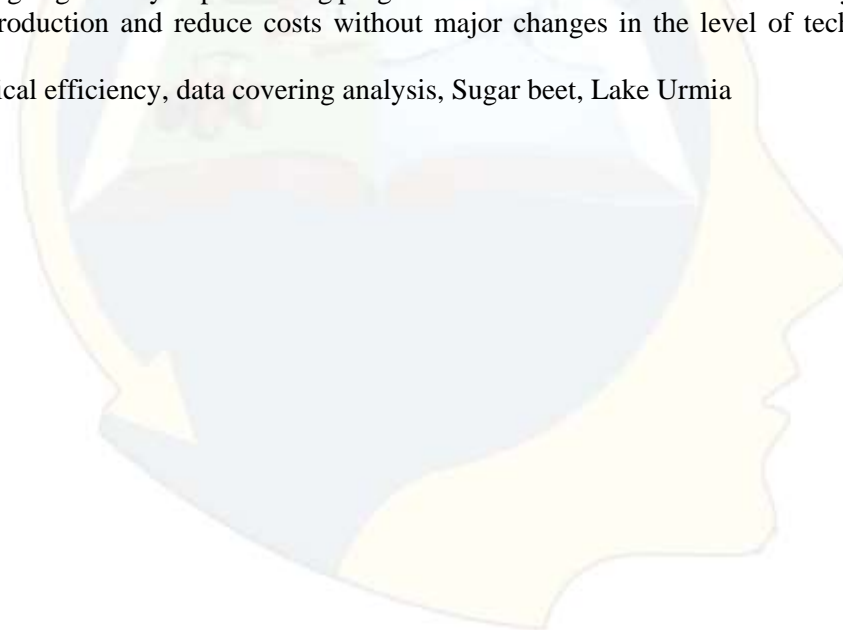 roduction and reduce costs without major changes in the level of tech
ical efficiency, data covering analysis, Sugar beet, Lake Urmia